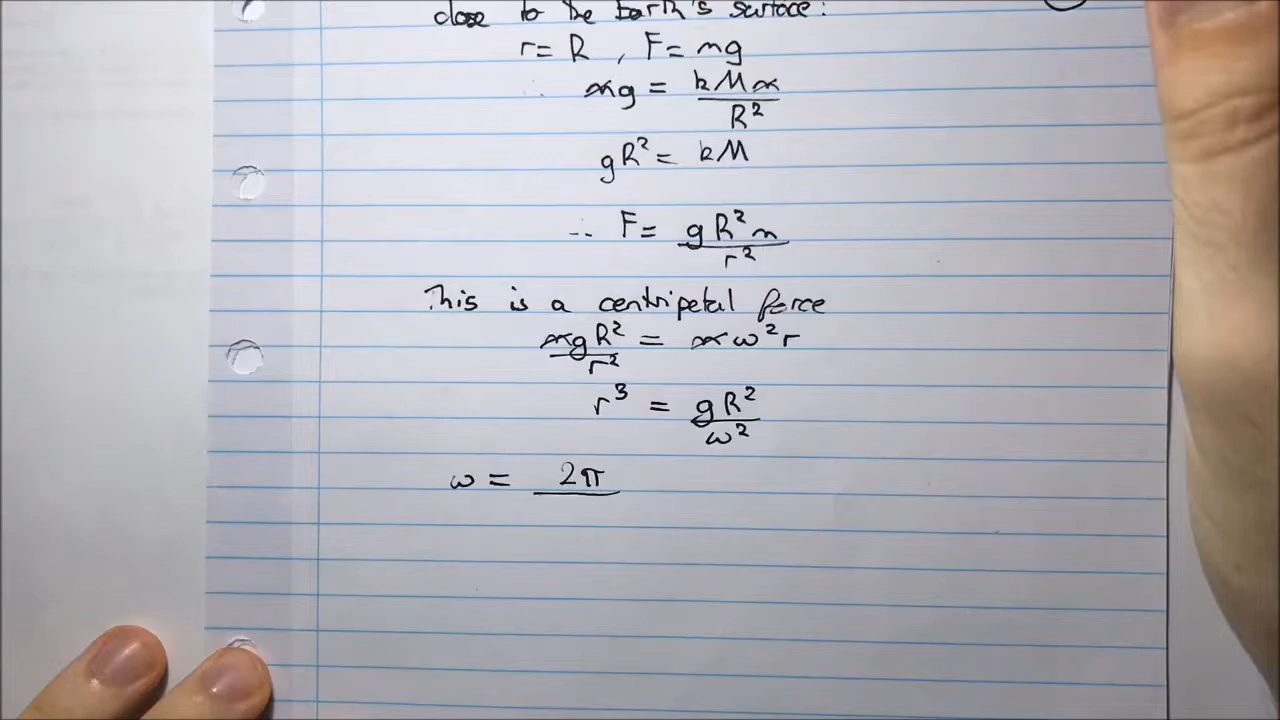 close to the Earth's surface:
r = R , F = mg
∴ mg = kMm/R²
gR² = kM
∴ F = gR²m/r²
This is a centripetal force
mgR²/r² = mω²r
r³ = gR²/ω²
ω = 2π